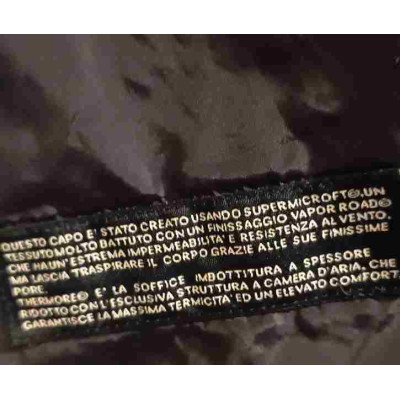 QUESTO CAPO E' STATO CREATO USANDO SUPERMICROFT®,UN
TESSUTO MOLTO BATTUTO CON UN FINISSAGGIO VAPOR ROAD®
CHE HA UN'ESTREMA IMPERMEABILITA' E RESISTENZA AL VENTO,
MA LASCIA TRASPIRARE IL CORPO GRAZIE ALLE SUE FINISSIME
PORE.
THERMORE® E' LA SOFFICE IMBOTTITURA A SPESSORE
RIDOTTO CON L'ESCLUSIVA STRUTTURA A CAMERA D'ARIA, CHE
GARANTISCE LA MASSIMA TERMICITA' ED UN ELEVATO COMFORT.